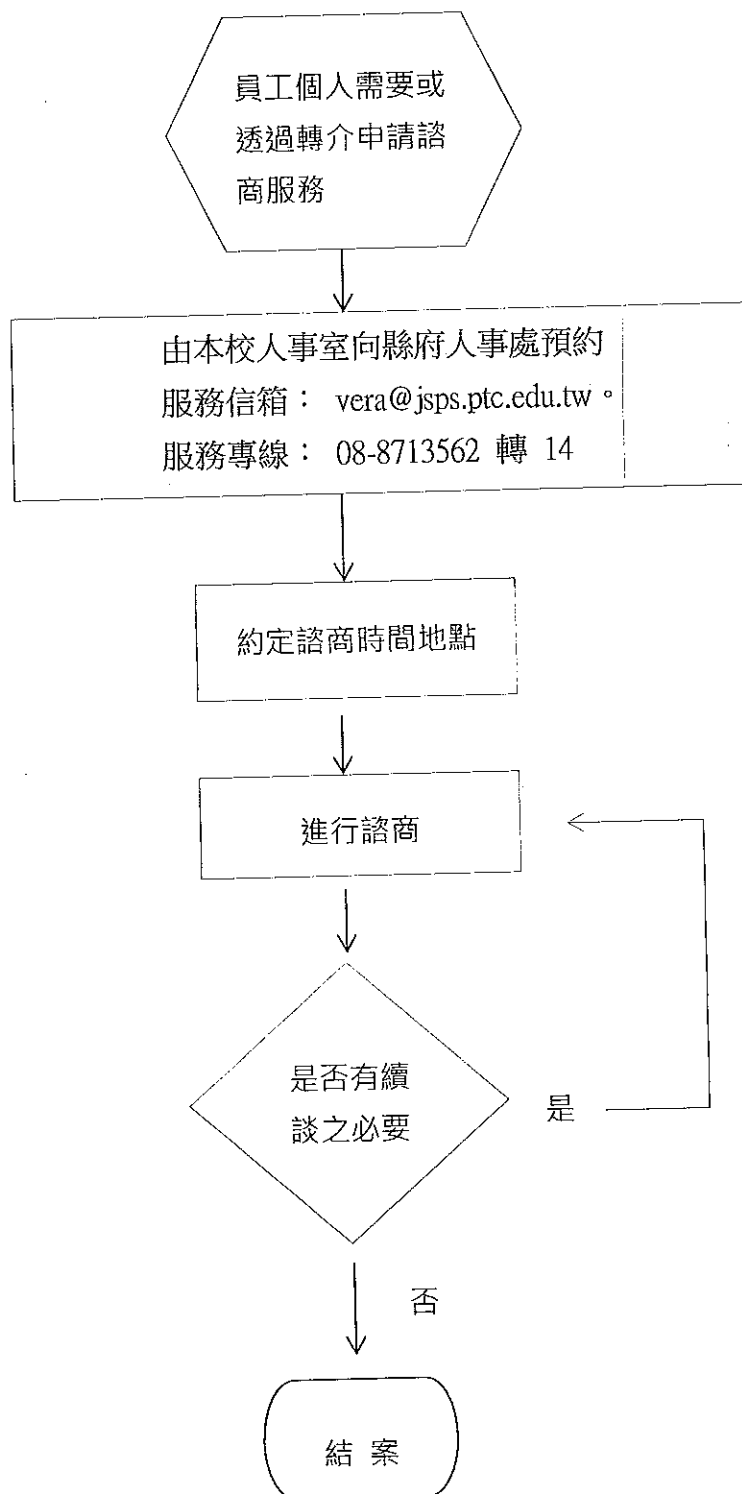 員工個人需要或
透過轉介申請諮
商服務
由本校人事室向縣府人事處預約
服務信箱： vera@jsps.ptc.edu.tw。
服務專線： 08-8713562 轉 14
約定諮商時間地點
進行諮商
是否有續
談之必要
是
否
結 案